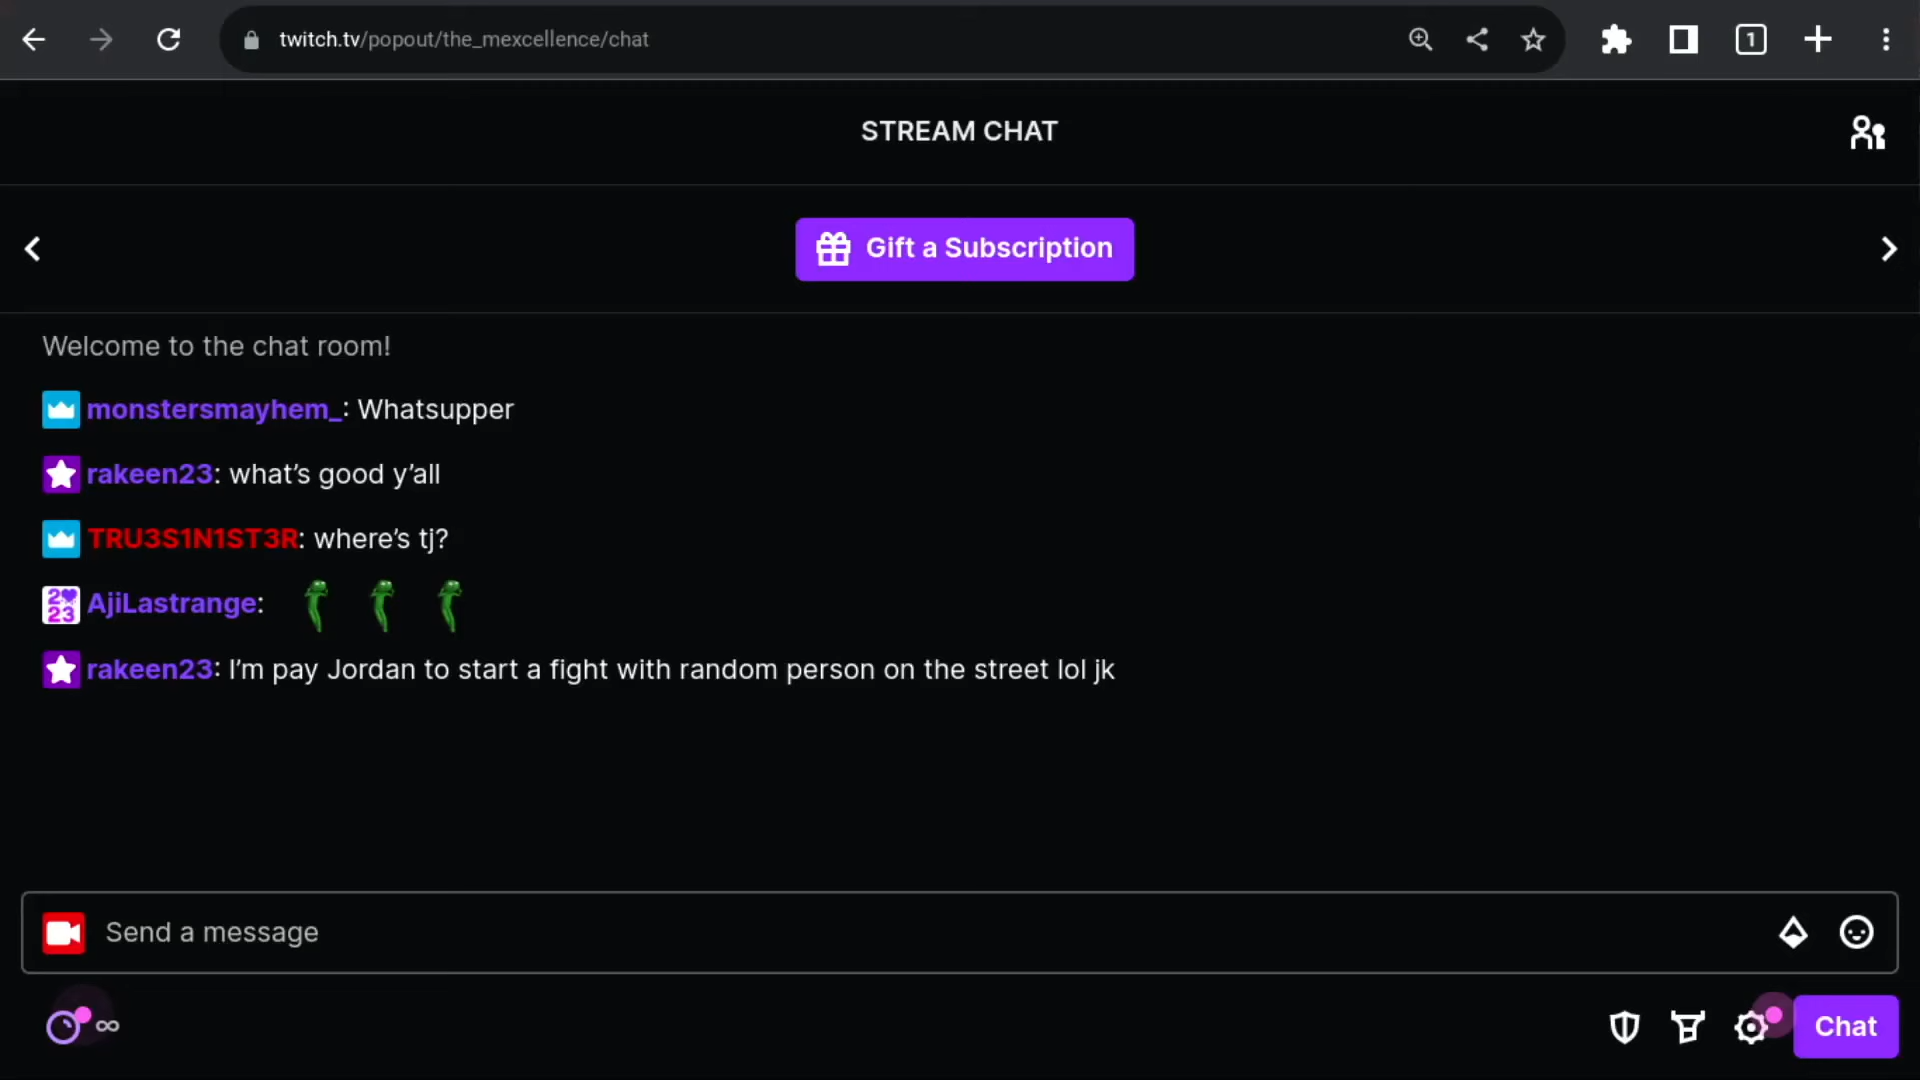 twitch.tv/popout/the_mexcellence/chat
1
STREAM CHAT
Gift a Subscription
Welcome to the chat room!
monstersmayhem_: Whatsupper
rakeen23: what’s good y’all
TRU3S1N1ST3R: where’s tj?
2023 AjiLastrange:
rakeen23: I’m pay Jordan to start a fight with random person on the street lol jk
Send a message
∞
Chat